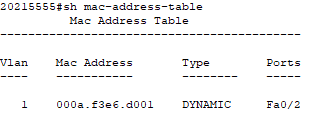 20215555#sh mac-address-table
Mac Address Table
-------------------------------------------
Vlan Mac Address Type Ports
---- ----------- -------- -----
1 000a.f3e6.d001 DYNAMIC Fa0/2